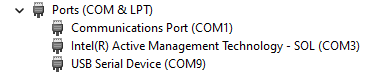 Ports (COM & LPT)
Communications Port (COM1)
Intel(R) Active Management Technology - SOL (COM3)
USB Serial Device (COM9)